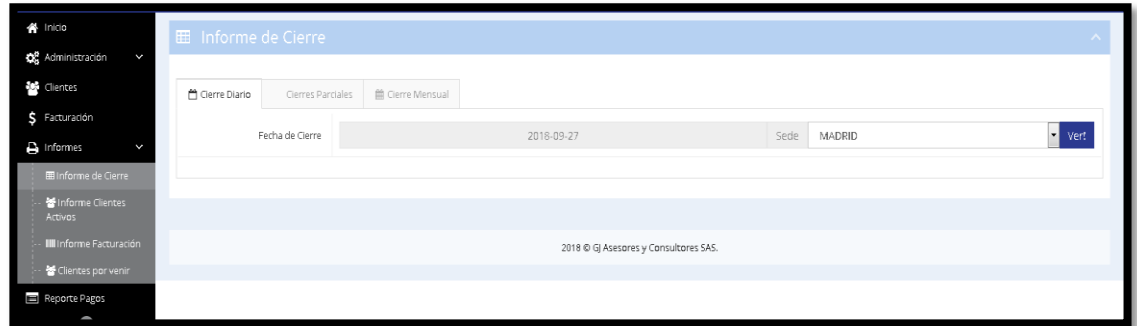 Inicio
Administración
Clientes
Facturación
Informes
Informe de Cierre
Informe Clientes
Activos
Informe Facturación
Clientes por venir
Reporte Pagos
Informe de Cierre
Cierre Diario Cierres Parciales Cierre Mensual
Fecha de Cierre 2018-09-27 Sede MADRID Ver!
2018 © GJ Asesores y Consultores SAS.